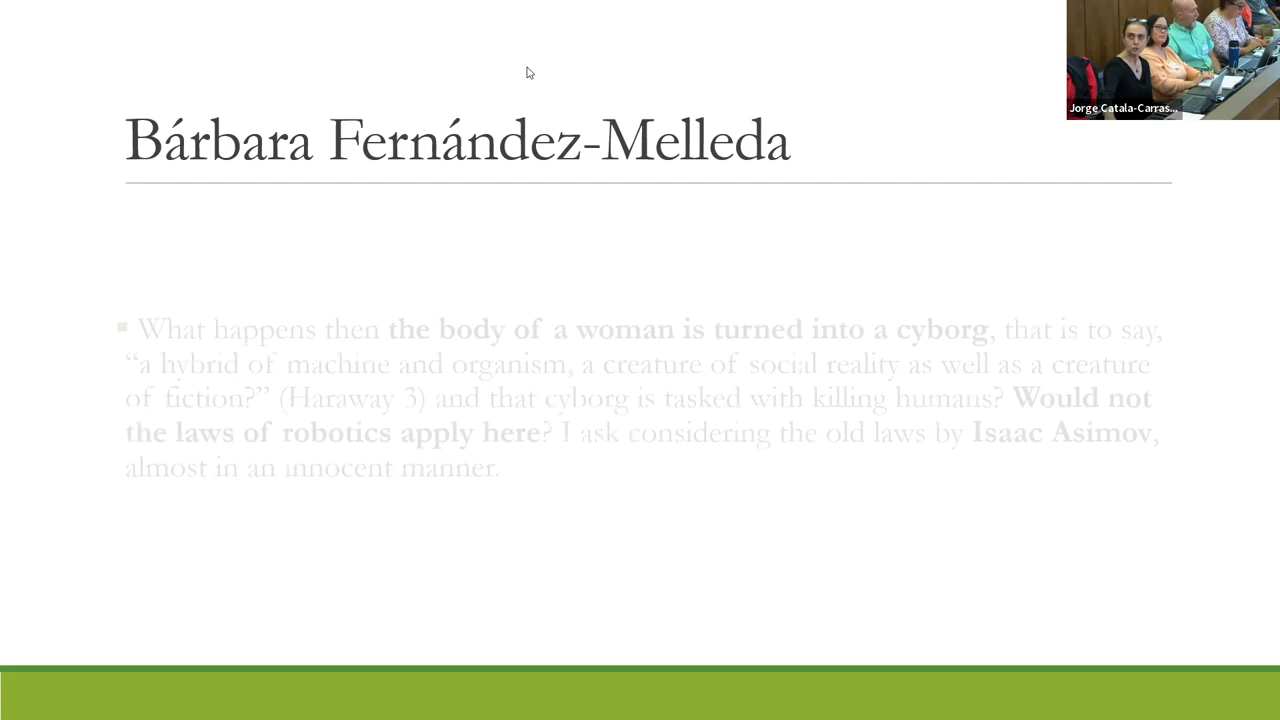 Jorge Catala-Carras...
Bárbara Fernández-Melleda
▪ What happens then the body of a woman is turned into a cyborg, that is to say,
“a hybrid of machine and organism, a creature of social reality as well as a creature
of fiction?” (Haraway 3) and that cyborg is tasked with killing humans? Would not
the laws of robotics apply here? I ask considering the old laws by Isaac Asimov,
almost in an innocent manner.